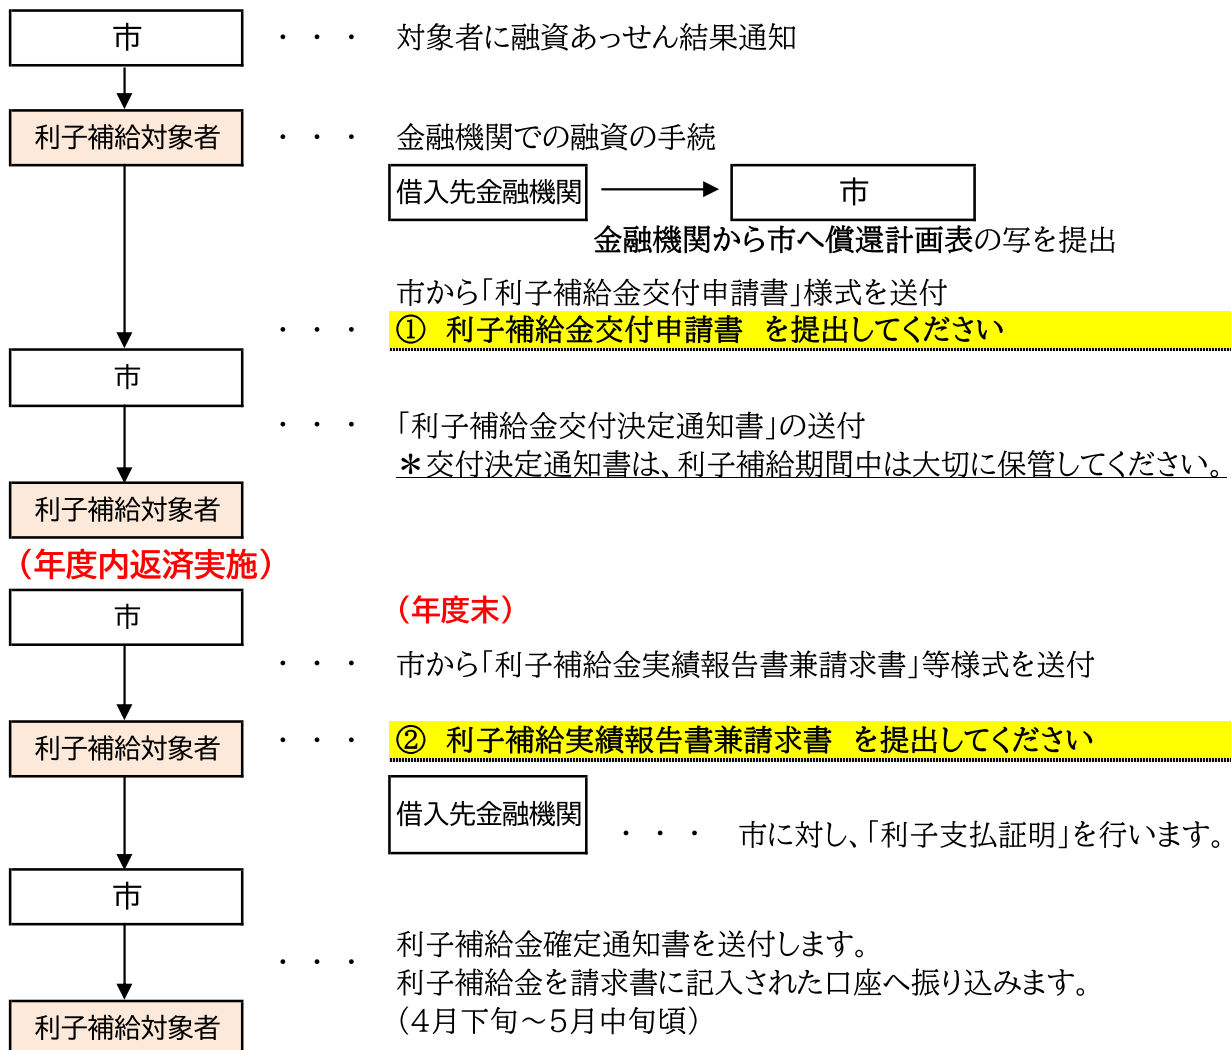 市 ・・・ 対象者に融資あっせん結果通知
利子補給対象者 ・・・ 金融機関での融資の手続
借入先金融機関 市
金融機関から市へ償還計画表の写を提出
市から「利子補給金交付申請書」様式を送付
・・・ ① 利子補給金交付申請書 を提出してください
市
・・・ 「利子補給金交付決定通知書」の送付
＊交付決定通知書は、利子補給期間中は大切に保管してください。
利子補給対象者
（年度内返済実施）
市
（年度末）
・・・ 市から「利子補給金実績報告書兼請求書」等様式を送付
利子補給対象者 ・・・ ② 利子補給実績報告書兼請求書 を提出してください
借入先金融機関 ・・・ 市に対し、「利子支払証明」を行います。
市
利子補給金確定通知書を送付します。
・・・ 利子補給金を請求書に記入された口座へ振り込みます。
利子補給対象者 （4月下旬～5月中旬頃）